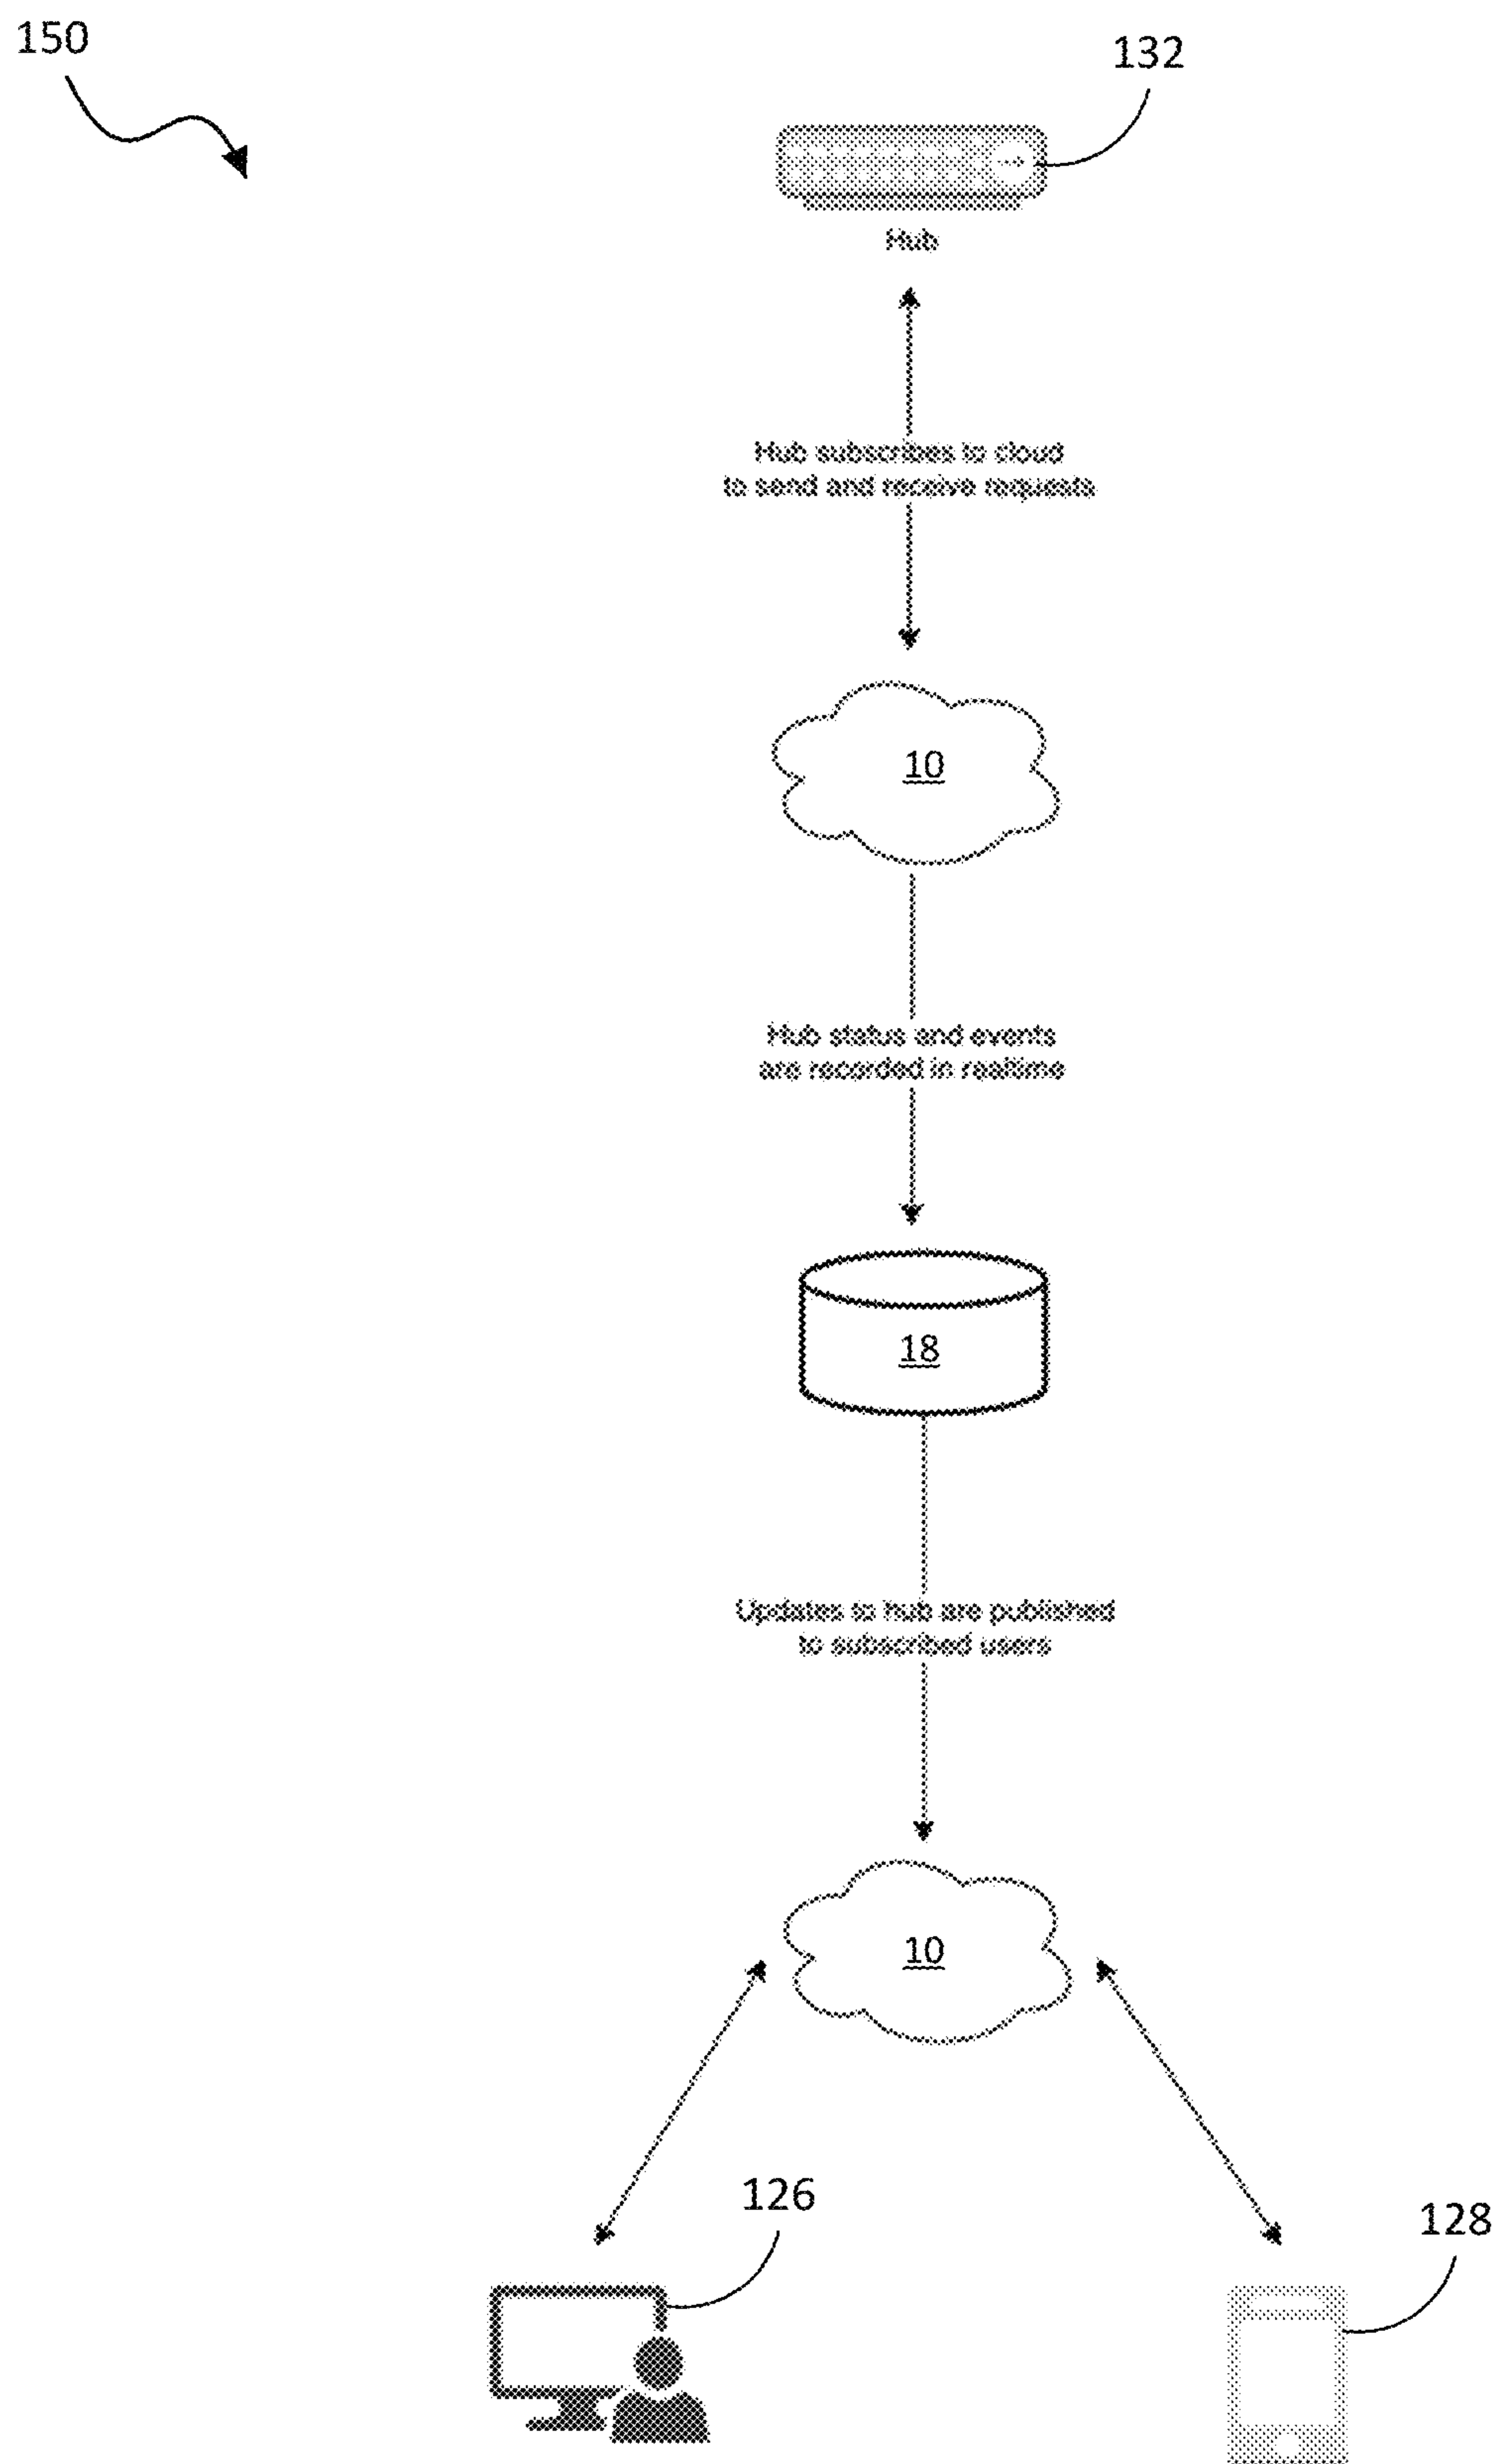 150
132
Hub
Hub subscribes to cloud
to send and receive requests
10
Hub status and events
are recorded in realtime
18
Updates to hub are published
to subscribed users
10
126
128